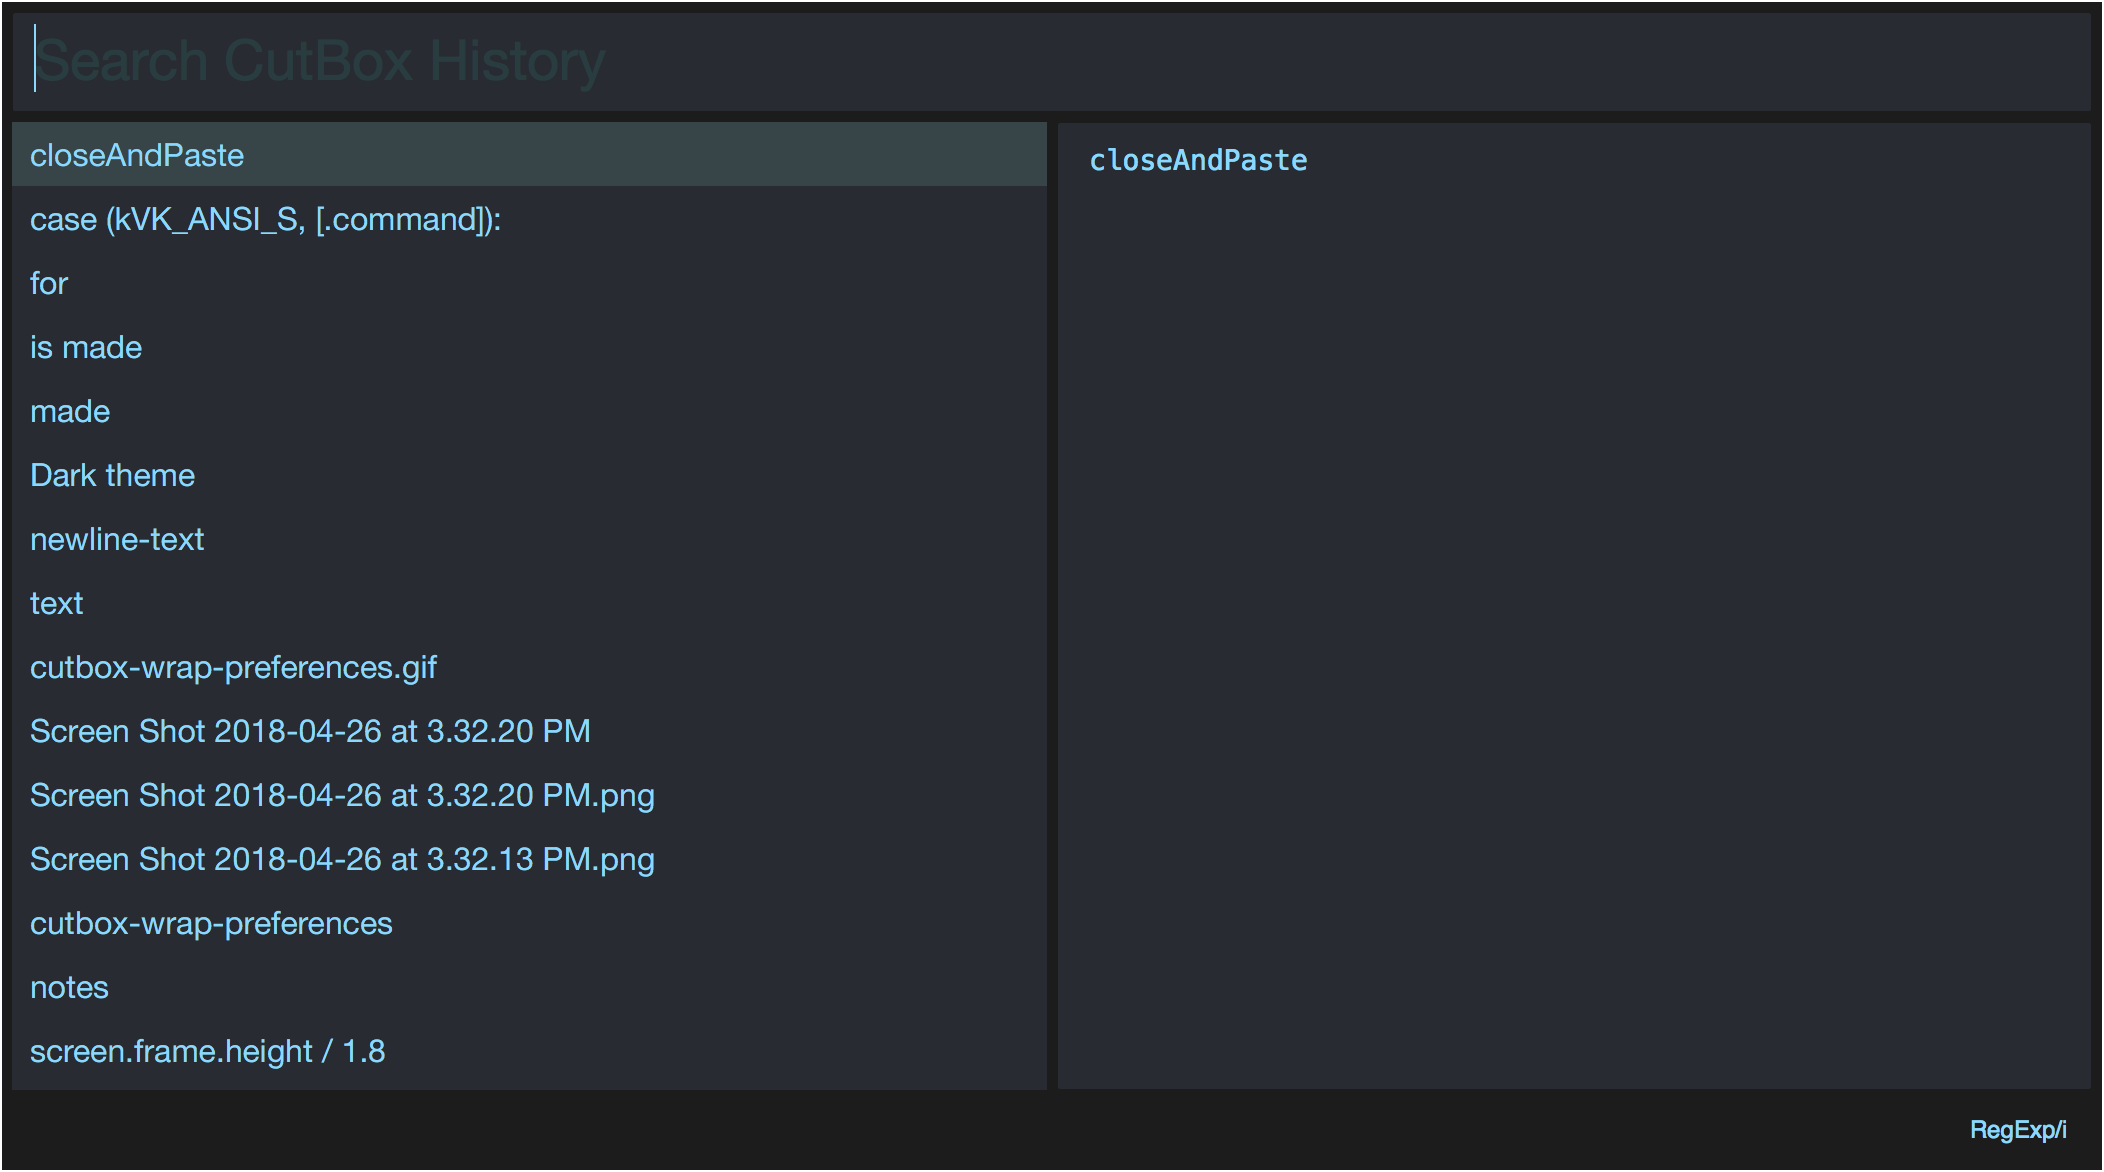 Search CutBox History
closeAndPaste
case (kVK_ANSI_S, [.command]):
for
is made
made
Dark theme
newline-text
text
cutbox-wrap-preferences.gif
Screen Shot 2018-04-26 at 3.32.20 PM
Screen Shot 2018-04-26 at 3.32.20 PM.png
Screen Shot 2018-04-26 at 3.32.13 PM.png
cutbox-wrap-preferences
notes
screen.frame.height / 1.8
closeAndPaste
RegExp/i